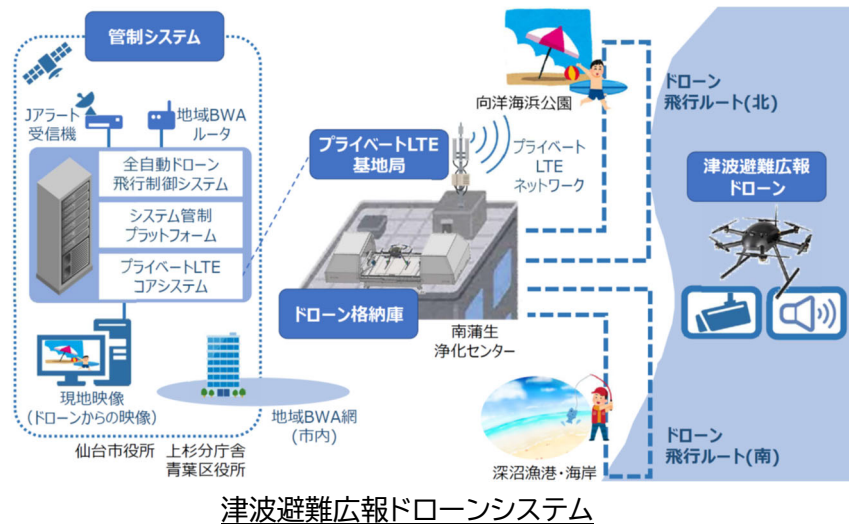 管制システム
Jアラート
受信機
地域BWA
ルータ
全自動ドローン
飛行制御システム
システム管制
プラットフォーム
プライベートLTE
コアシステム
現地映像
(ドローンからの映像)
仙台市役所
上杉分庁舎
青葉区役所
地域BWA網
(市内)
プライベートLTE
基地局
プライベート
LTE
ネットワーク
ドローン格納庫
南蒲生
浄化センター
向洋海浜公園
深沼漁港・海岸
ドローン
飛行ルート(北)
津波避難広報
ドローン
ドローン
飛行ルート(南)
津波避難広報ドローンシステム